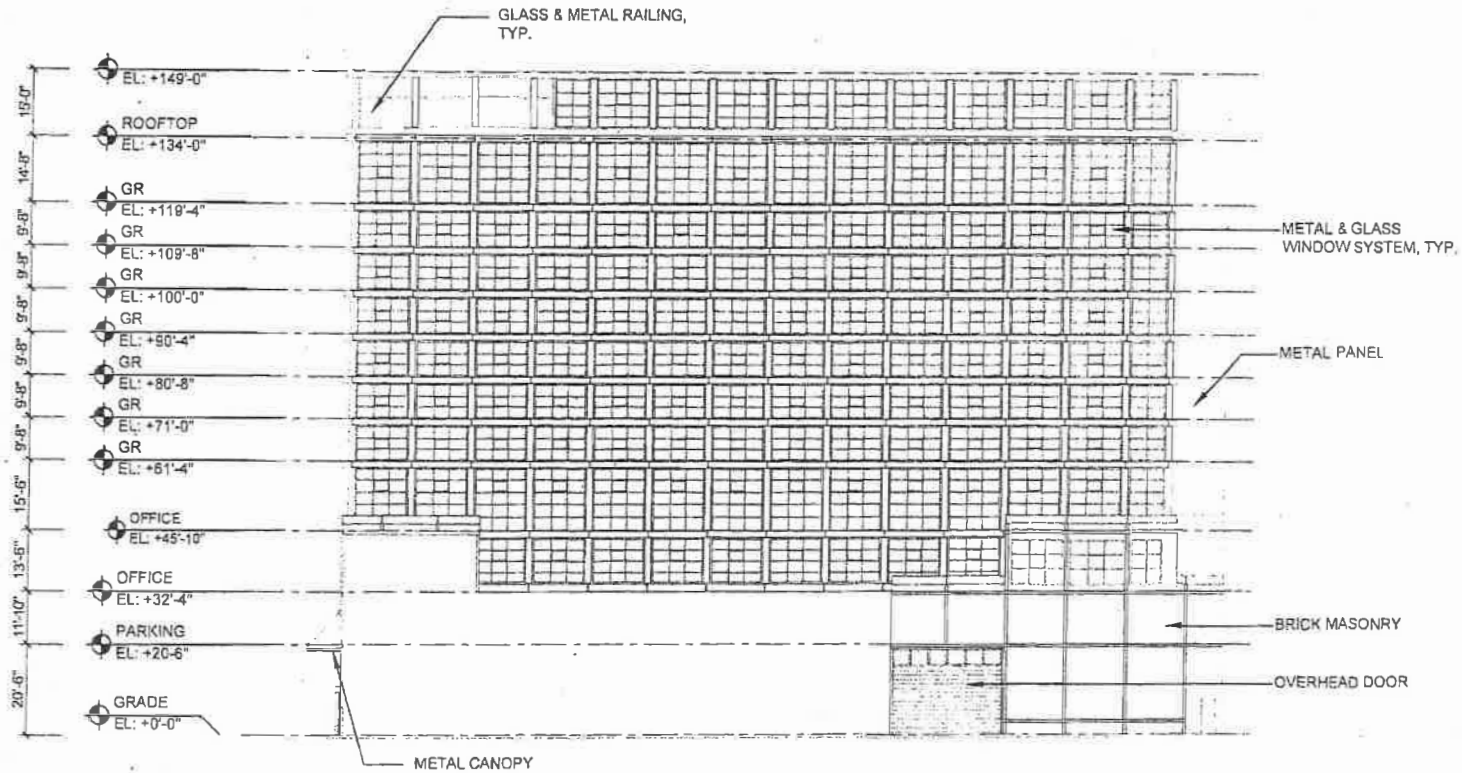 GLASS & METAL RAILING,
TYP.
EL: +149'-0"
15'-0"
ROOFTOP
EL: +134'-0"
14'-8"
GR
EL: +119'-4"
9'-8"
GR
EL: +109'-8"
METAL & GLASS
WINDOW SYSTEM, TYP.
9'-8"
GR
EL: +100'-0"
9'-8"
GR
EL: +90'-4"
9'-8"
GR
EL: +80'-8"
METAL PANEL
9'-8"
GR
EL: +71'-0"
9'-8"
GR
EL: +61'-4"
15'-6"
OFFICE
EL: +45'-10"
13'-6"
OFFICE
EL: +32'-4"
11'-10"
BRICK MASONRY
PARKING
EL: +20-6"
20'-6"
OVERHEAD DOOR
GRADE
EL: +0'-0"
METAL CANOPY